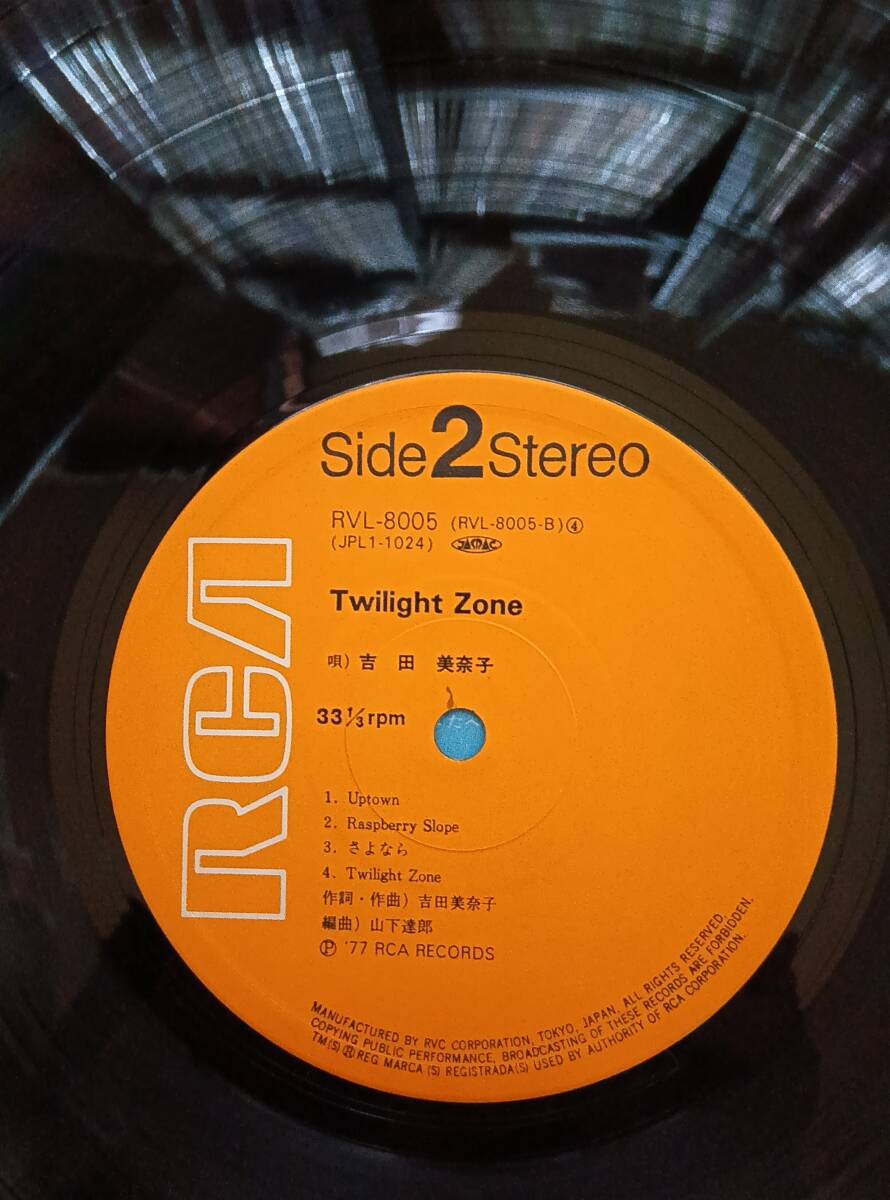 Side 2 Stereo
RVL-8005 (RVL-8005-B)④
(JPL1-1024) JASRAC
Twilight Zone
唄) 吉田 美奈子
33 1/3 rpm
RCA
1. Uptown
2. Raspberry Slope
3. さよなら
4. Twilight Zone
作詞・作曲) 吉田美奈子
編曲) 山下達郎
Ⓟ '77 RCA RECORDS
MANUFACTURED BY RVC CORPORATION, TOKYO, JAPAN. ALL RIGHTS RESERVED,
COPYING PUBLIC PERFORMANCE, BROADCASTING OF THESE RECORDS ARE FORBIDDEN.
TM(S) ® REG MARCA (S) REGISTRADA(S) USED BY AUTHORITY OF RCA CORPORATION.